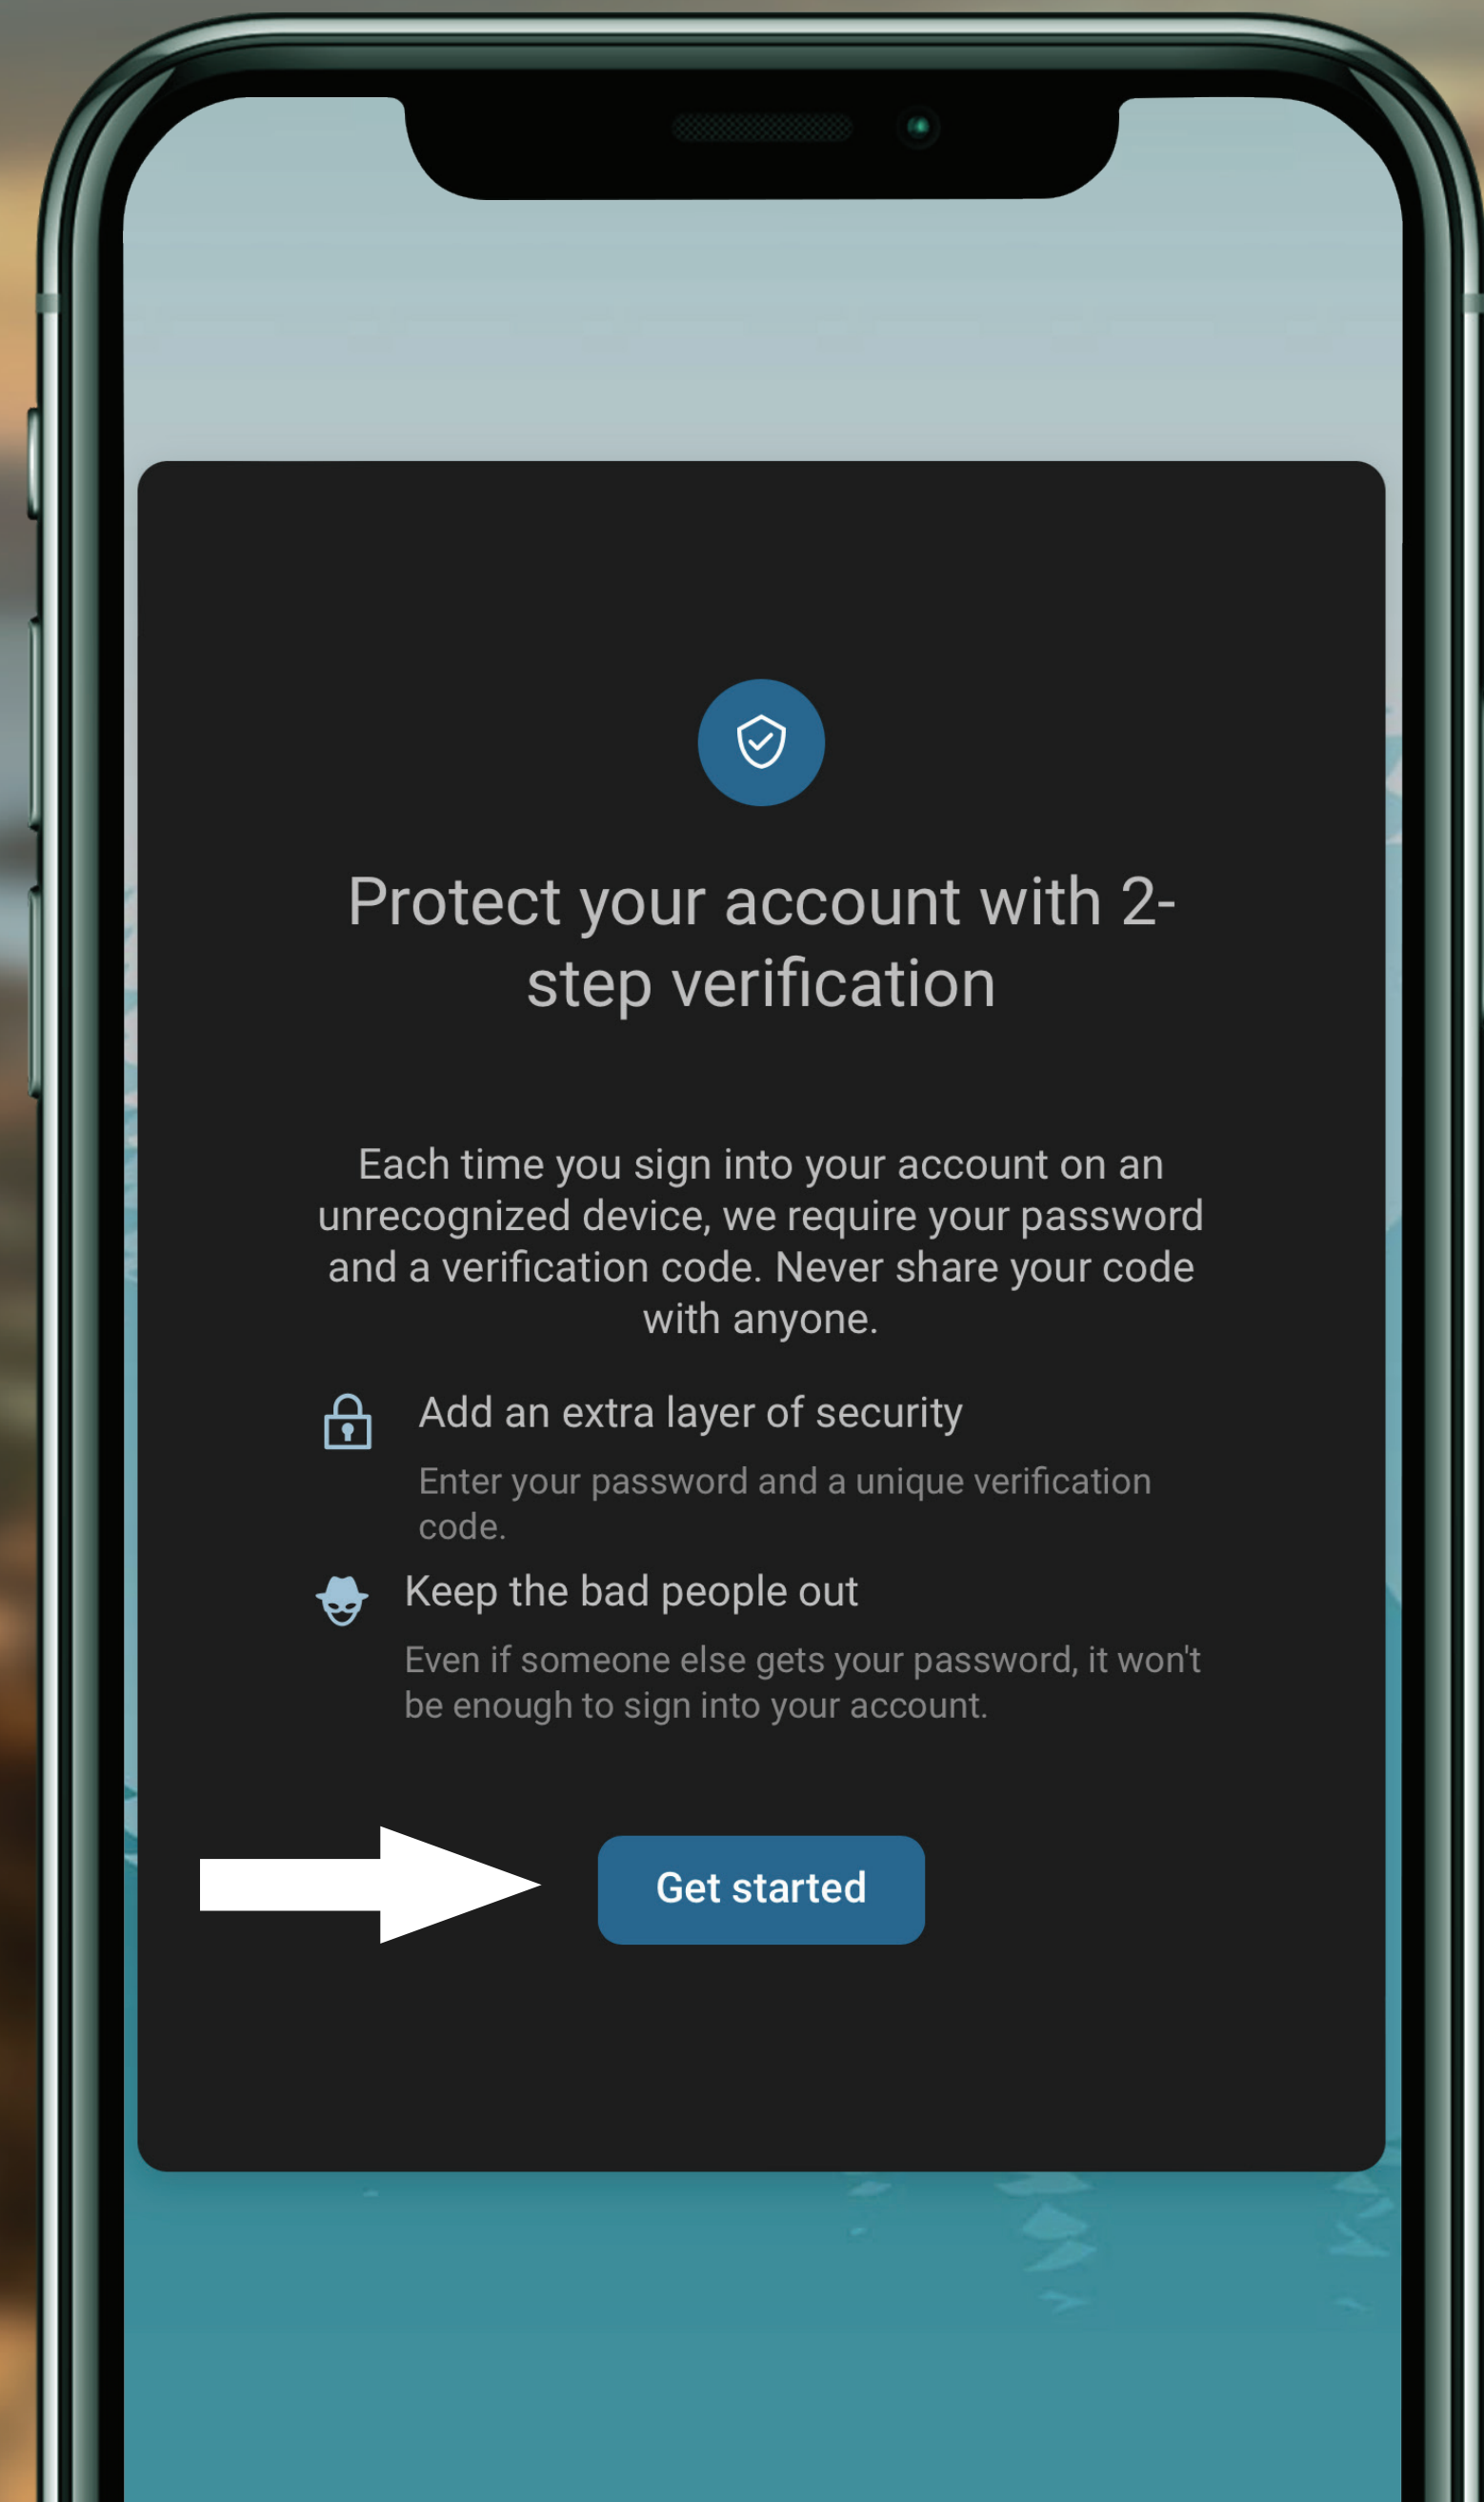 Protect your account with 2-
step verification
Each time you sign into your account on an
unrecognized device, we require your password
and a verification code. Never share your code
with anyone.
Add an extra layer of security
Enter your password and a unique verification
code.
Keep the bad people out
Even if someone else gets your password, it won't
be enough to sign into your account.
Get started